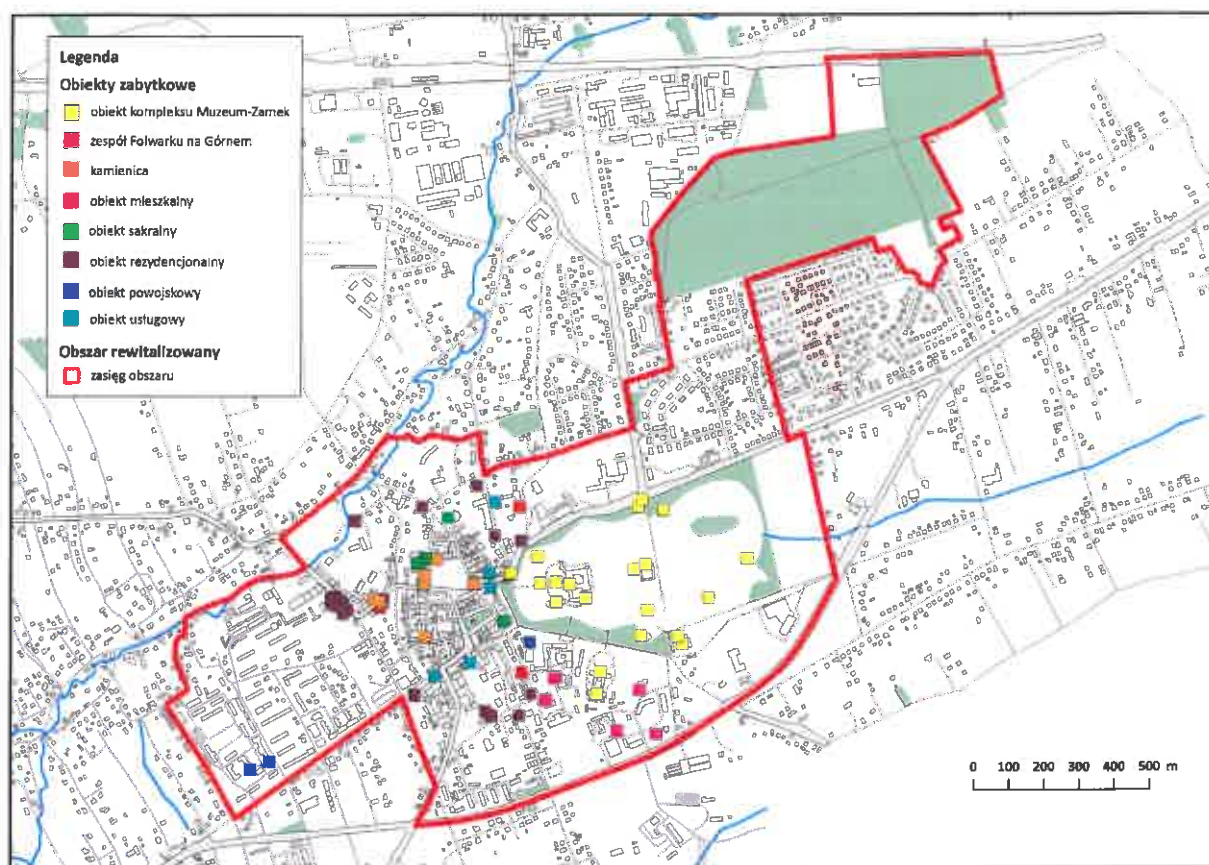 Legenda
Obiekty zabytkowe
obiekt kompleksu Muzeum-Zamek
zespół Folwarku na Górnem
kamienica
obiekt mieszkalny
obiekt sakralny
obiekt rezydencjonalny
obiekt powojskowy
obiekt usługowy
Obszar rewitalizowany
zasięg obszaru
0 100 200 300 400 500 m